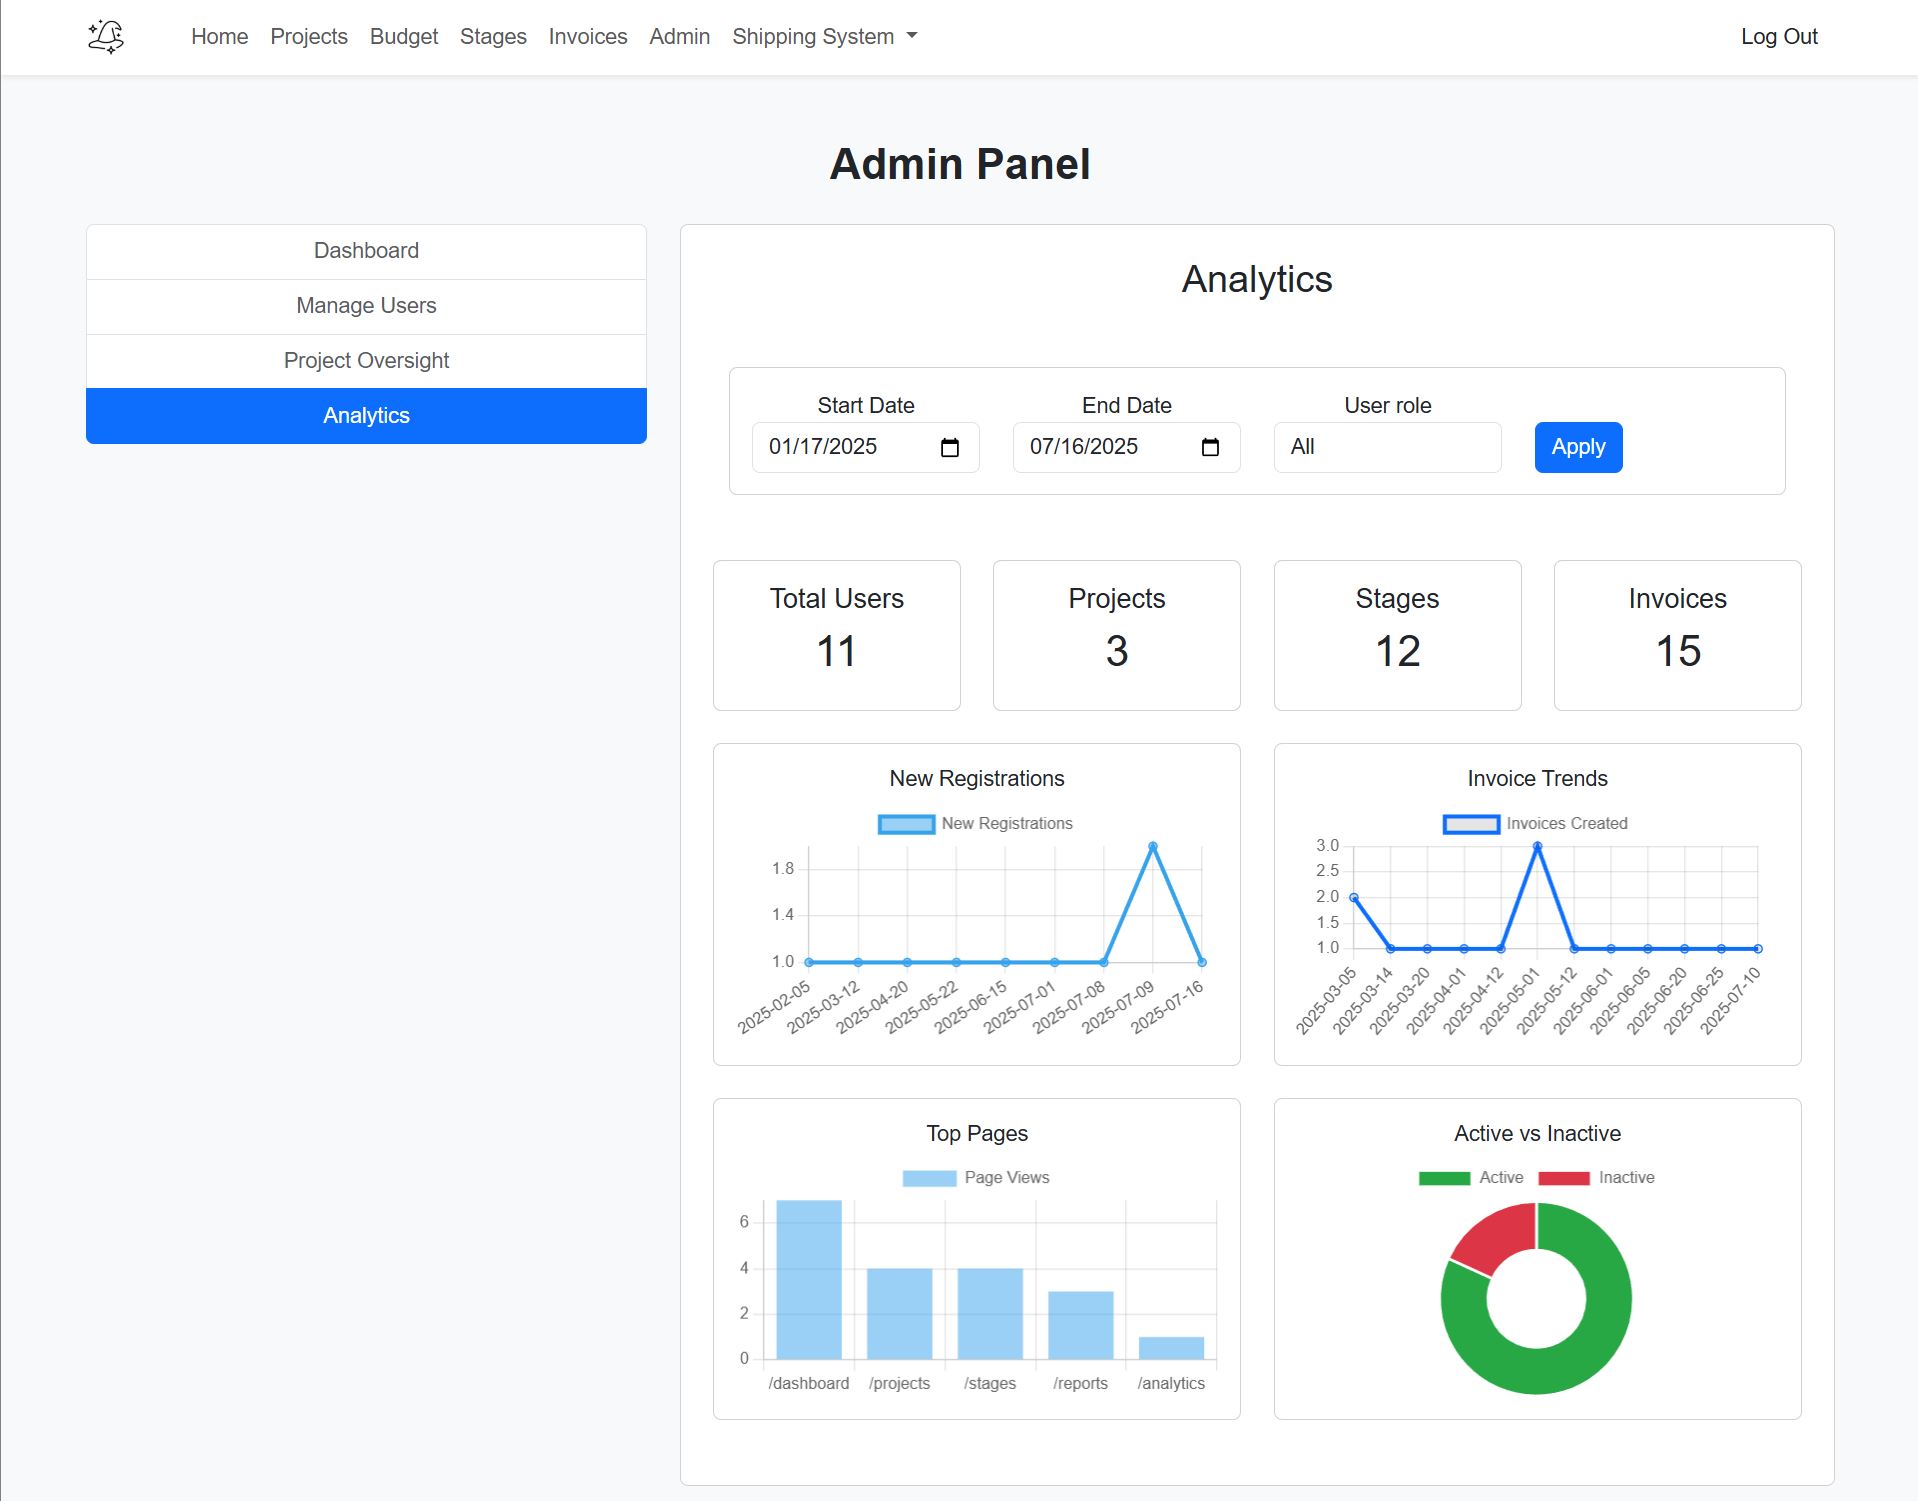 Home Projects Budget Stages Invoices Admin Shipping System Log Out
Admin Panel
Dashboard
Manage Users
Project Oversight
Analytics
Analytics
Start Date End Date User role
01/17/2025 07/16/2025 All Apply
Total Users
11
Projects
3
Stages
12
Invoices
15
New Registrations
New Registrations
1.8
1.4
1.0
2025-02-05 2025-03-12 2025-04-20 2025-05-22 2025-06-15 2025-07-01 2025-07-08 2025-07-09 2025-07-16
Invoice Trends
Invoices Created
3.0
2.5
2.0
1.5
1.0
2025-03-05 2025-03-14 2025-03-20 2025-04-01 2025-04-12 2025-05-01 2025-05-12 2025-06-01 2025-06-05 2025-06-20 2025-06-25 2025-07-10
Top Pages
Page Views
6
4
2
0
/dashboard /projects /stages /reports /analytics
Active vs Inactive
Active Inactive